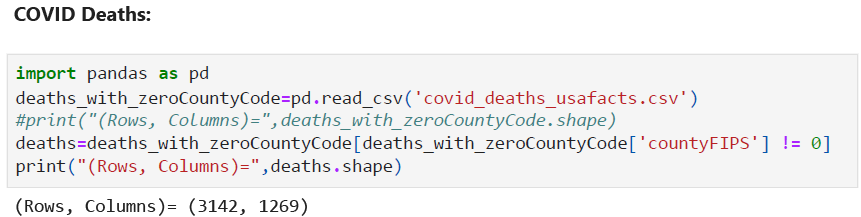 COVID Deaths:
import pandas as pd
deaths_with_zeroCountyCode=pd.read_csv('covid_deaths_usafacts.csv')
#print("(Rows, Columns)=",deaths_with_zeroCountyCode.shape)
deaths=deaths_with_zeroCountyCode[deaths_with_zeroCountyCode['countyFIPS'] != 0]
print("(Rows, Columns)=",deaths.shape)
(Rows, Columns)= (3142, 1269)